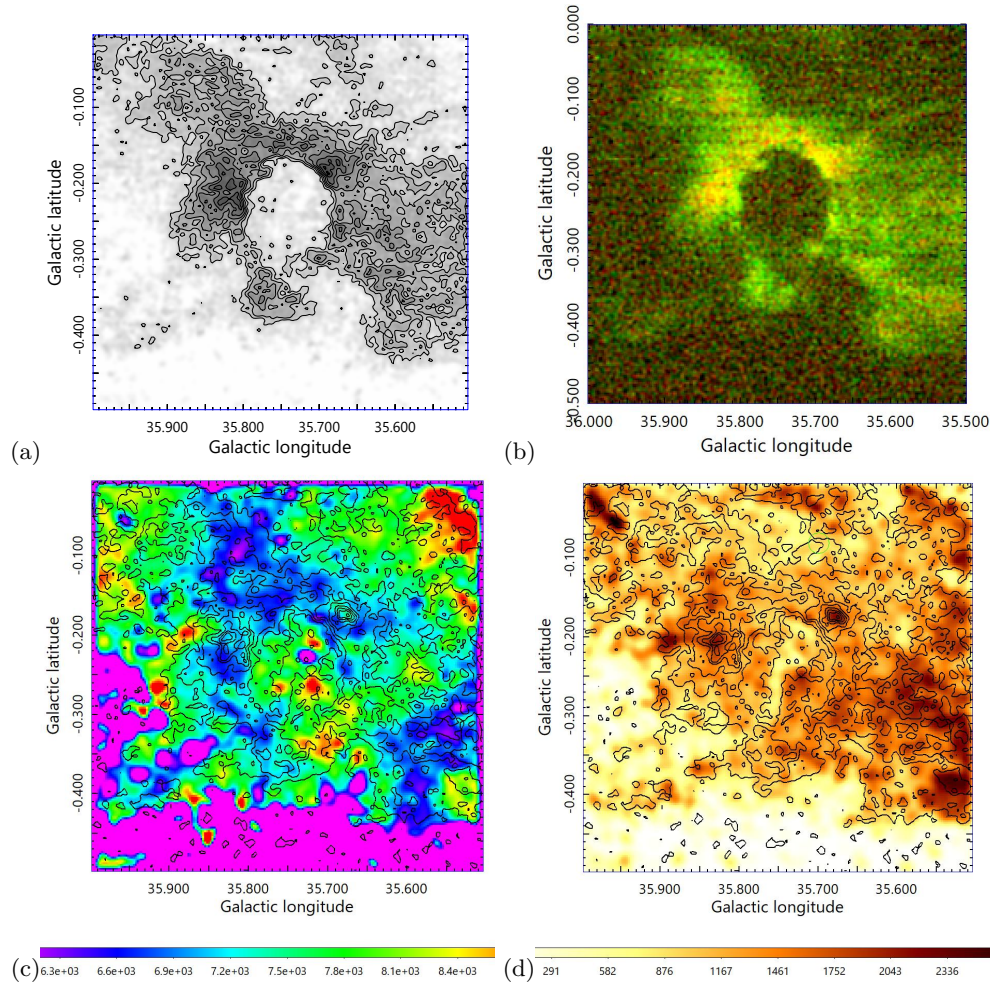 0.000
-0.100
-0.100
-0.200
-0.200
-0.300
-0.300
-0.400
-0.400
-0.500
Galactic latitude
Galactic latitude
35.900 35.800 35.700 35.600
36.000 35.900 35.800 35.700 35.600 35.500
Galactic longitude
Galactic longitude
(a)
(b)
-0.100
-0.100
-0.200
-0.200
-0.300
-0.300
-0.400
-0.400
Galactic latitude
Galactic latitude
35.900 35.800 35.700 35.600
35.900 35.800 35.700 35.600
Galactic longitude
Galactic longitude
(c)
6.3e+03 6.6e+03 6.9e+03 7.2e+03 7.5e+03 7.8e+03 8.1e+03 8.4e+03
(d)
291 582 876 1167 1461 1752 2043 2336